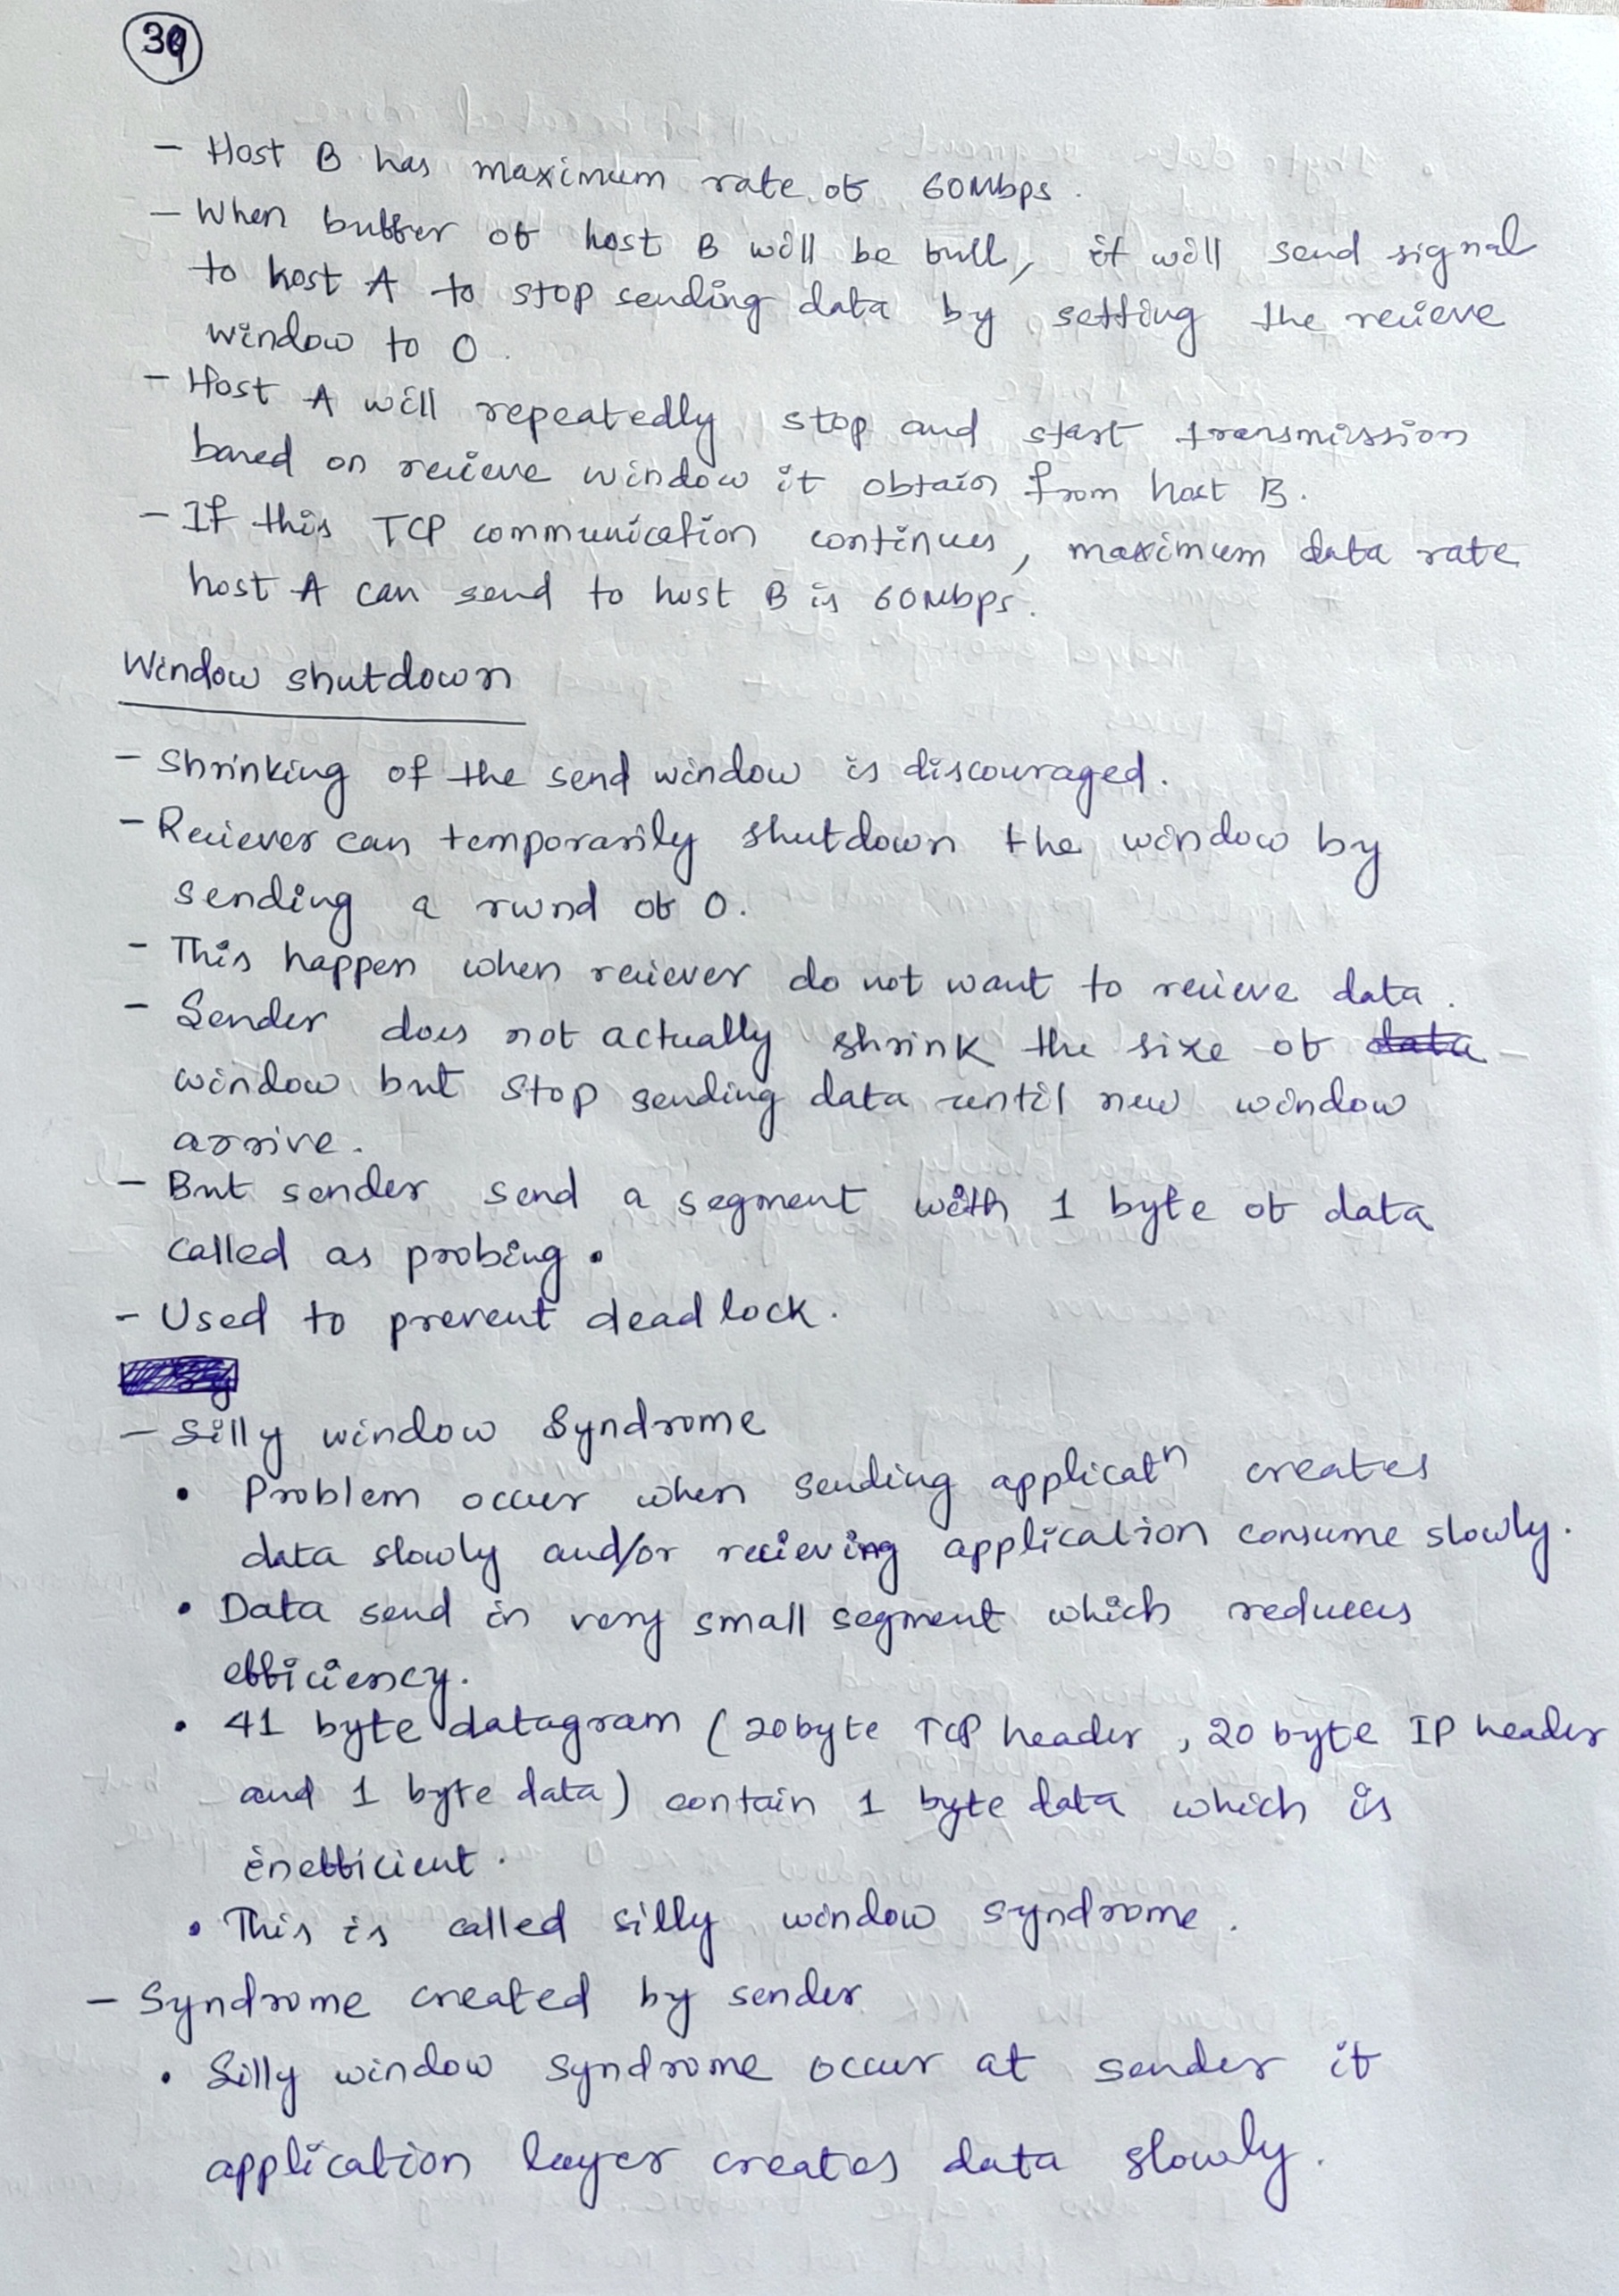 39
- Host B has maximum rate of 60Mbps.
- When buffer of host B will be full, it will send signal
to host A to stop sending data by setting the recieve
window to 0.
- Host A will repeatedly stop and start transmission
based on recieve window it obtain from host B.
- If this TCP communication continues, maximum data rate
host A can send to host B is 60Mbps.
Window shutdown
- Shrinking of the send window is discouraged.
- Reciever can temporarily shutdown the window by
sending a rwnd of 0.
- This happen when reciever do not want to recieve data.
- Sender does not actually shrink the size of data
window but stop sending data until new window
arrive.
- But sender send a segment with 1 byte of data
called as probing.
- Used to prevent deadlock.
- Silly window Syndrome
• Problem occur when sending applicatn creates
data slowly and/or recieving application consume slowly.
• Data send in very small segment which reduces
efficiency.
• 41 byte datagram (20byte TCP header, 20 byte IP header
and 1 byte data) contain 1 byte data which is
inefficient.
• This is called silly window syndrome.
- Syndrome created by sender
• Silly window syndrome occur at sender if
application layer creates data slowly.